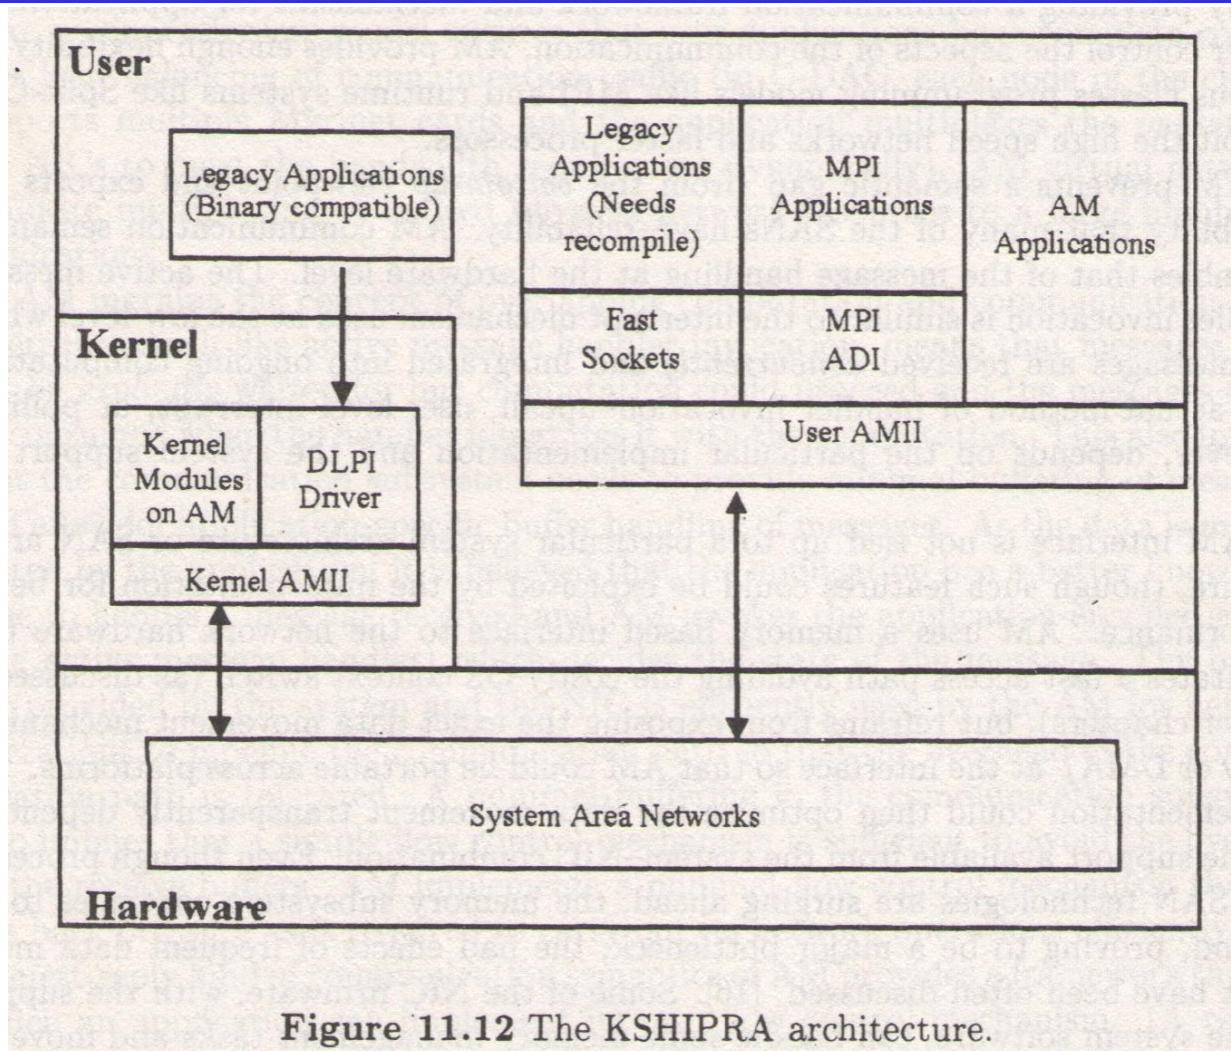 User
Legacy Applications
(Binary compatible)
Legacy
Applications
(Needs
recompile)
MPI
Applications
AM
Applications
Fast
Sockets
MPI
ADI
User AMII
Kernel
Kernel
Modules
on AM
DLPI
Driver
Kernel AMII
System Area Networks
Hardware
Figure 11.12 The KSHIPRA architecture.